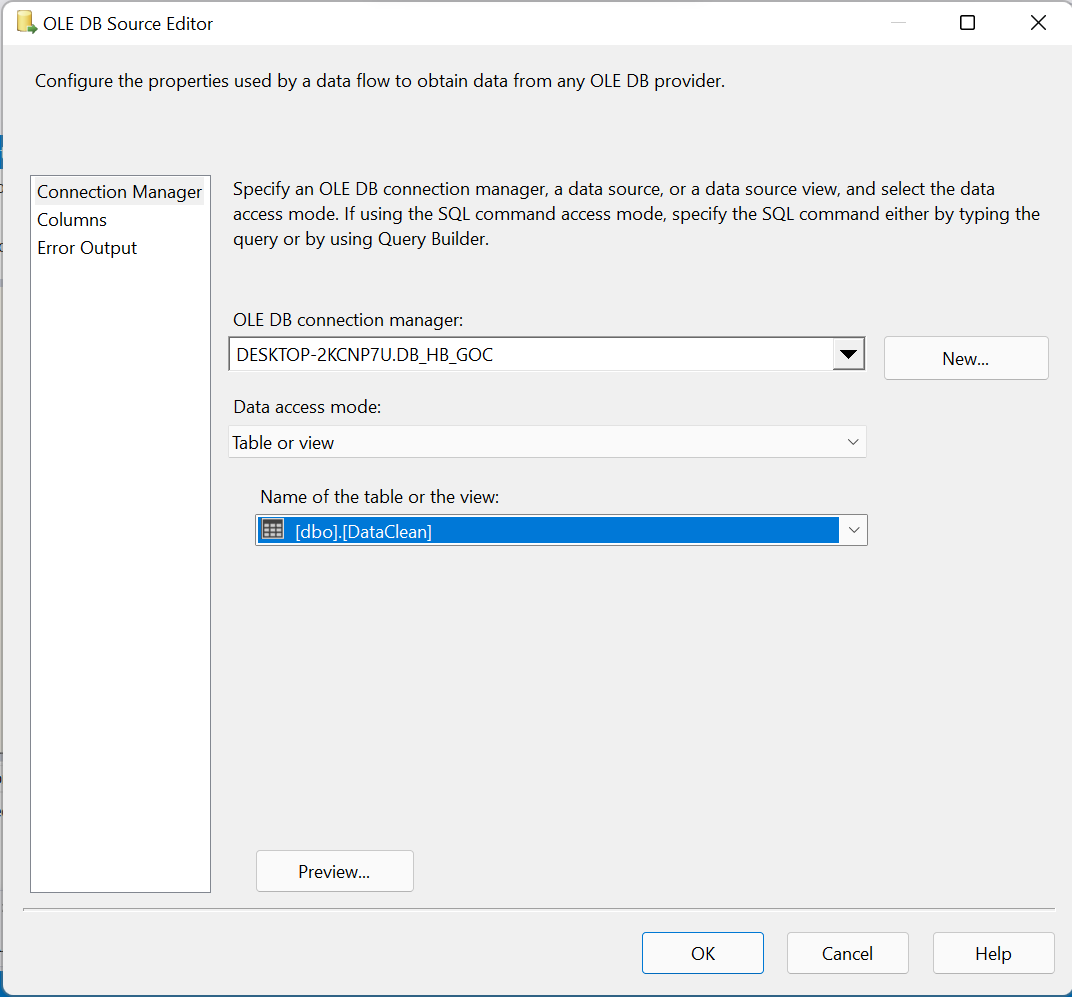 OLE DB Source Editor
Configure the properties used by a data flow to obtain data from any OLE DB provider.
Connection Manager
Columns
Error Output
Specify an OLE DB connection manager, a data source, or a data source view, and select the data
access mode. If using the SQL command access mode, specify the SQL command either by typing the
query or by using Query Builder.
OLE DB connection manager:
DESKTOP-2KCNP7U.DB_HB_GOC
New...
Data access mode:
Table or view
Name of the table or the view:
[dbo].[DataClean]
Preview...
OK
Cancel
Help